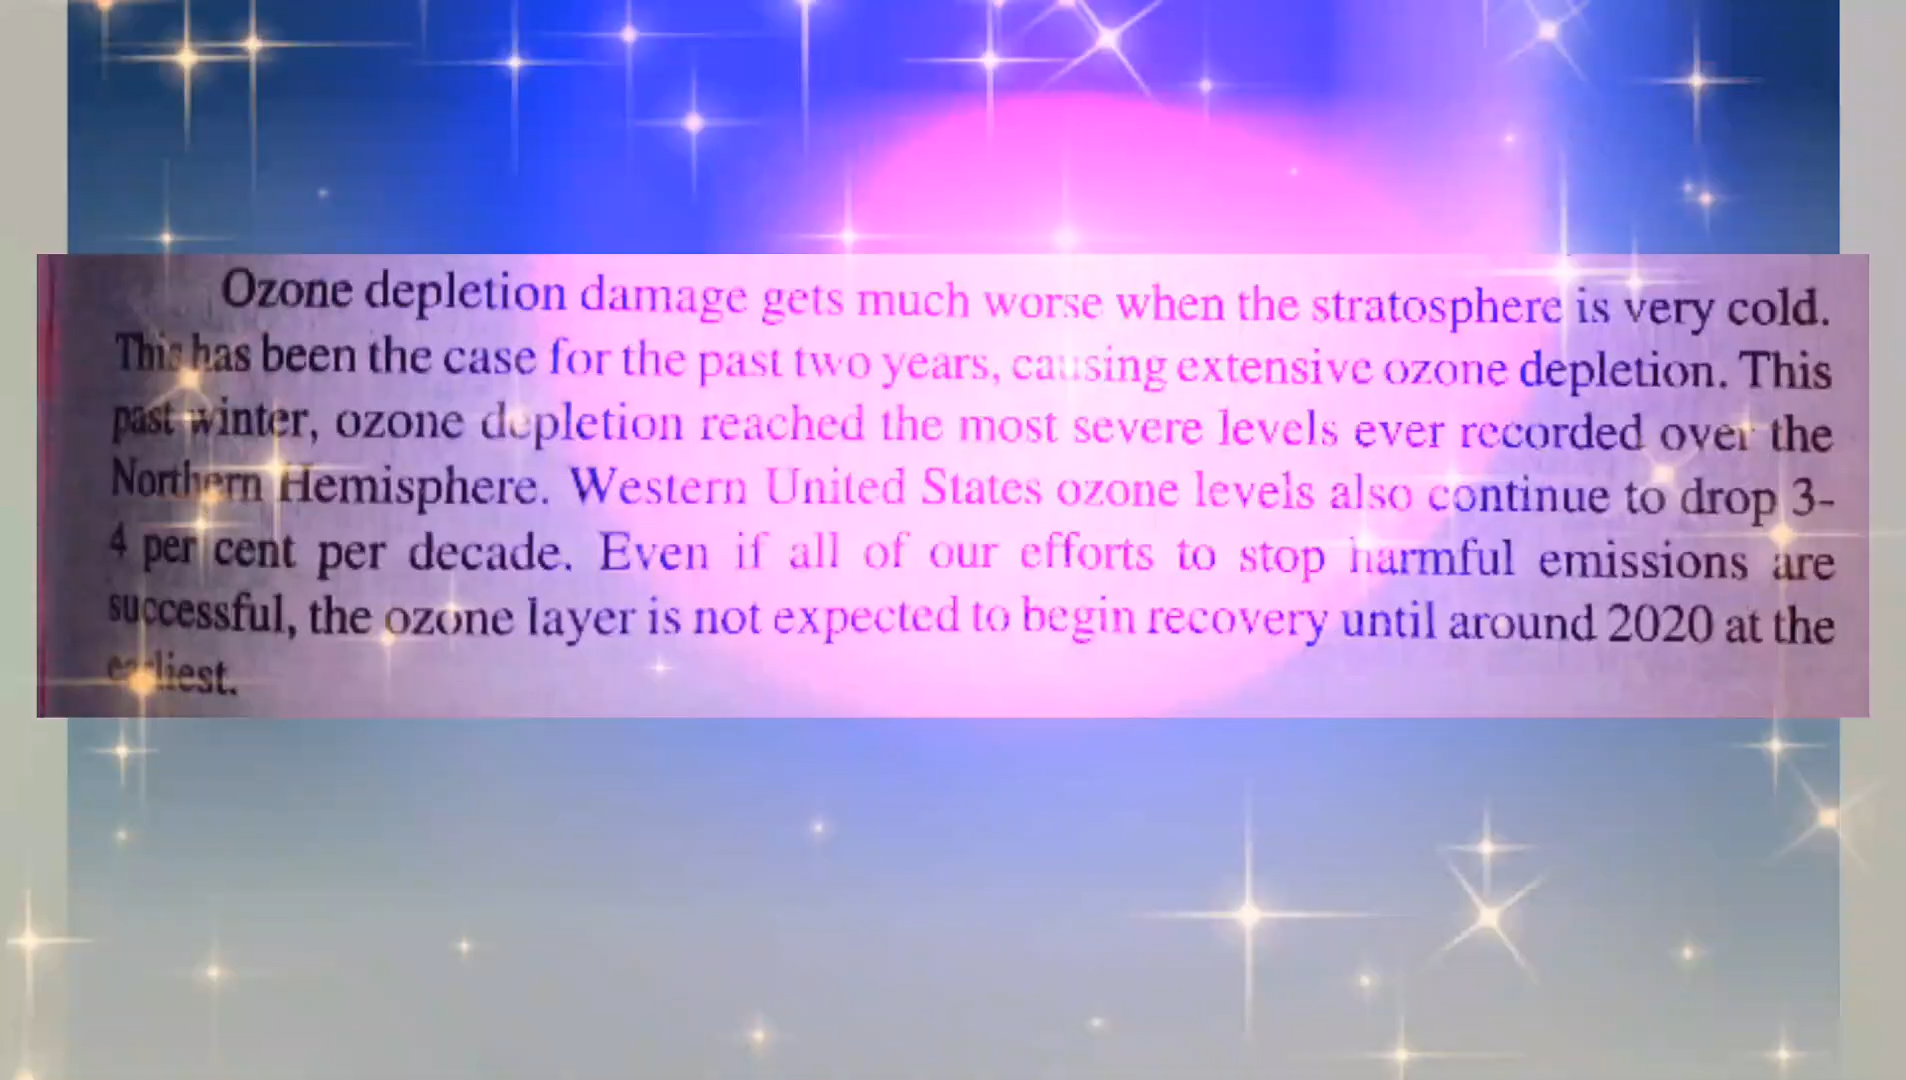 Ozone depletion damage gets much worse when the stratosphere is very cold.
This has been the case for the past two years, causing extensive ozone depletion. This
past winter, ozone depletion reached the most severe levels ever recorded over the
Northern Hemisphere. Western United States ozone levels also continue to drop 3-
4 per cent per decade. Even if all of our efforts to stop harmful emissions are
successful, the ozone layer is not expected to begin recovery until around 2020 at the
earliest.